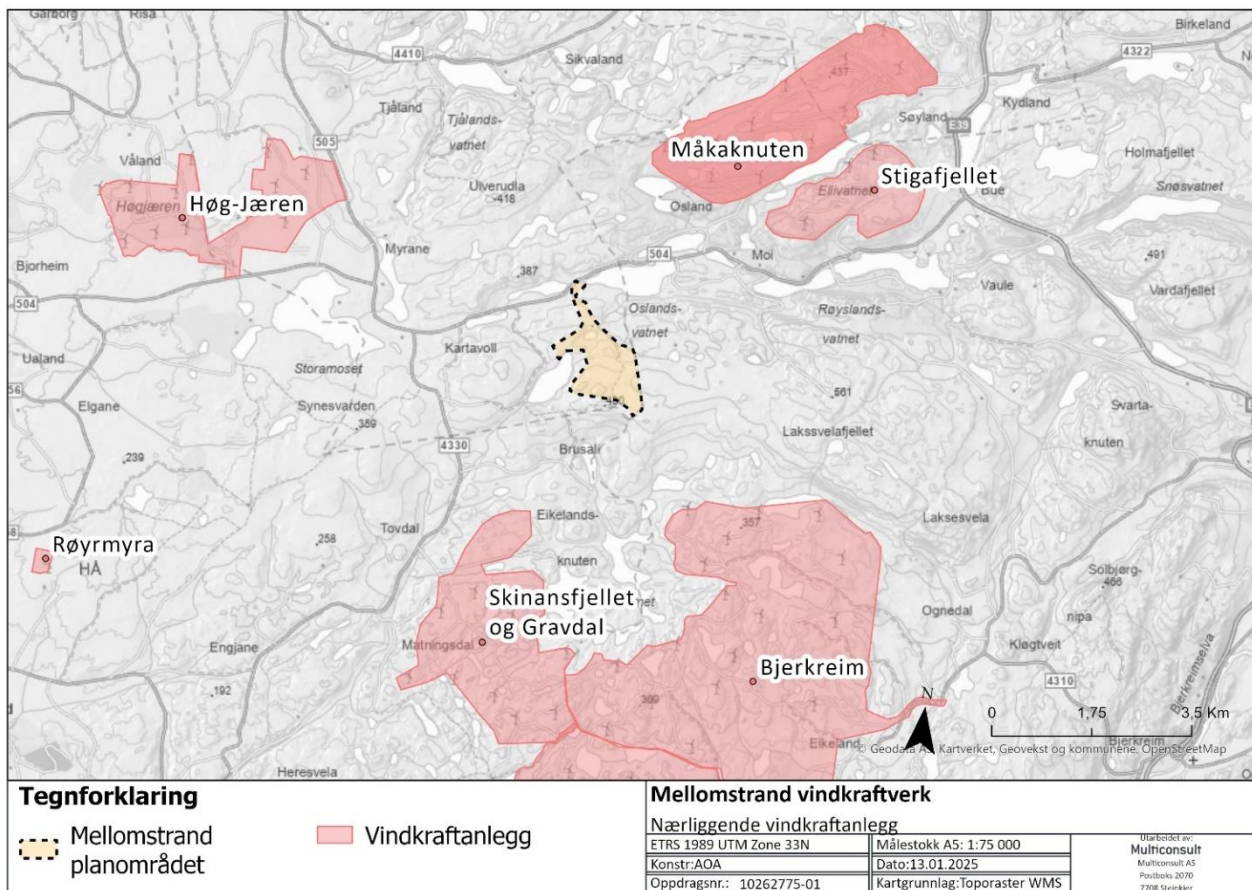 Garborg
Risa
4410
Sikvaland
Birkeland
4322
437
Tjåland
Tjålands-
vatnet
Kydland
Søyland
E39
505
Våland
Måkaknuten
Holmafjellet
Ulverudla
418
Stigafjellet
Snøsvatnet
Høgjæren
Høg-Jæren
Ellivatnet
Bue
Osland
Myrane
504
Moi
Bjorheim
387
491
Vaule
Vardafjellet
504
Oslands-
vatnet
Røyslands-
vatnet
Ualand
Kartavoll
Storamoset
56
Elgane
Synesvarden
359
561
Svarta-
knuten
4330
Lakssvelafjellet
Brusali
239
Eikelands-
knuten
357
Laksesvela
Tovdal
258
Røyrmyra
HÅ
Solbjørg-
nipa
466
Skinansfjellet
og Gravdal
Ognedal
Matningsdal
Kløgtveit
Engjane
Bjerkreim
4310
192
Bjerkreimselva
N
0 1,75 3,5 Km
Eikeland
Bjerkreim
© Geodata AS, Kartverket, Geovekst og kommunene, OpenStreetMap
Heresvela
Tegnforklaring
Mellomstrand
planområdet
Vindkraftanlegg
Mellomstrand vindkraftverk
Nærliggende vindkraftanlegg
ETRS 1989 UTM Zone 33N
Målestokk A5: 1:75 000
Konstr:AOA
Dato:13.01.2025
Oppdragsnr.: 10262775-01
Kartgrunnlag:Toporaster WMS
Utarbeidet av:
Multiconsult
Multiconsult AS
Postboks 2070
7708 Steinkjer